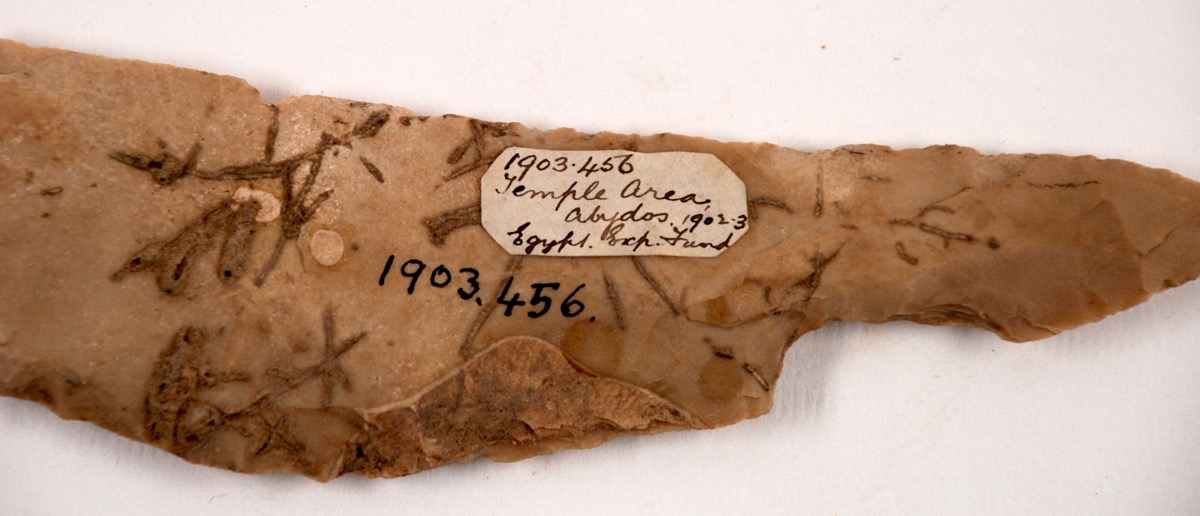 1903.456
Temple Area,
Abydos. 1902-3
Egypt. Exp. Fund
1903.456.